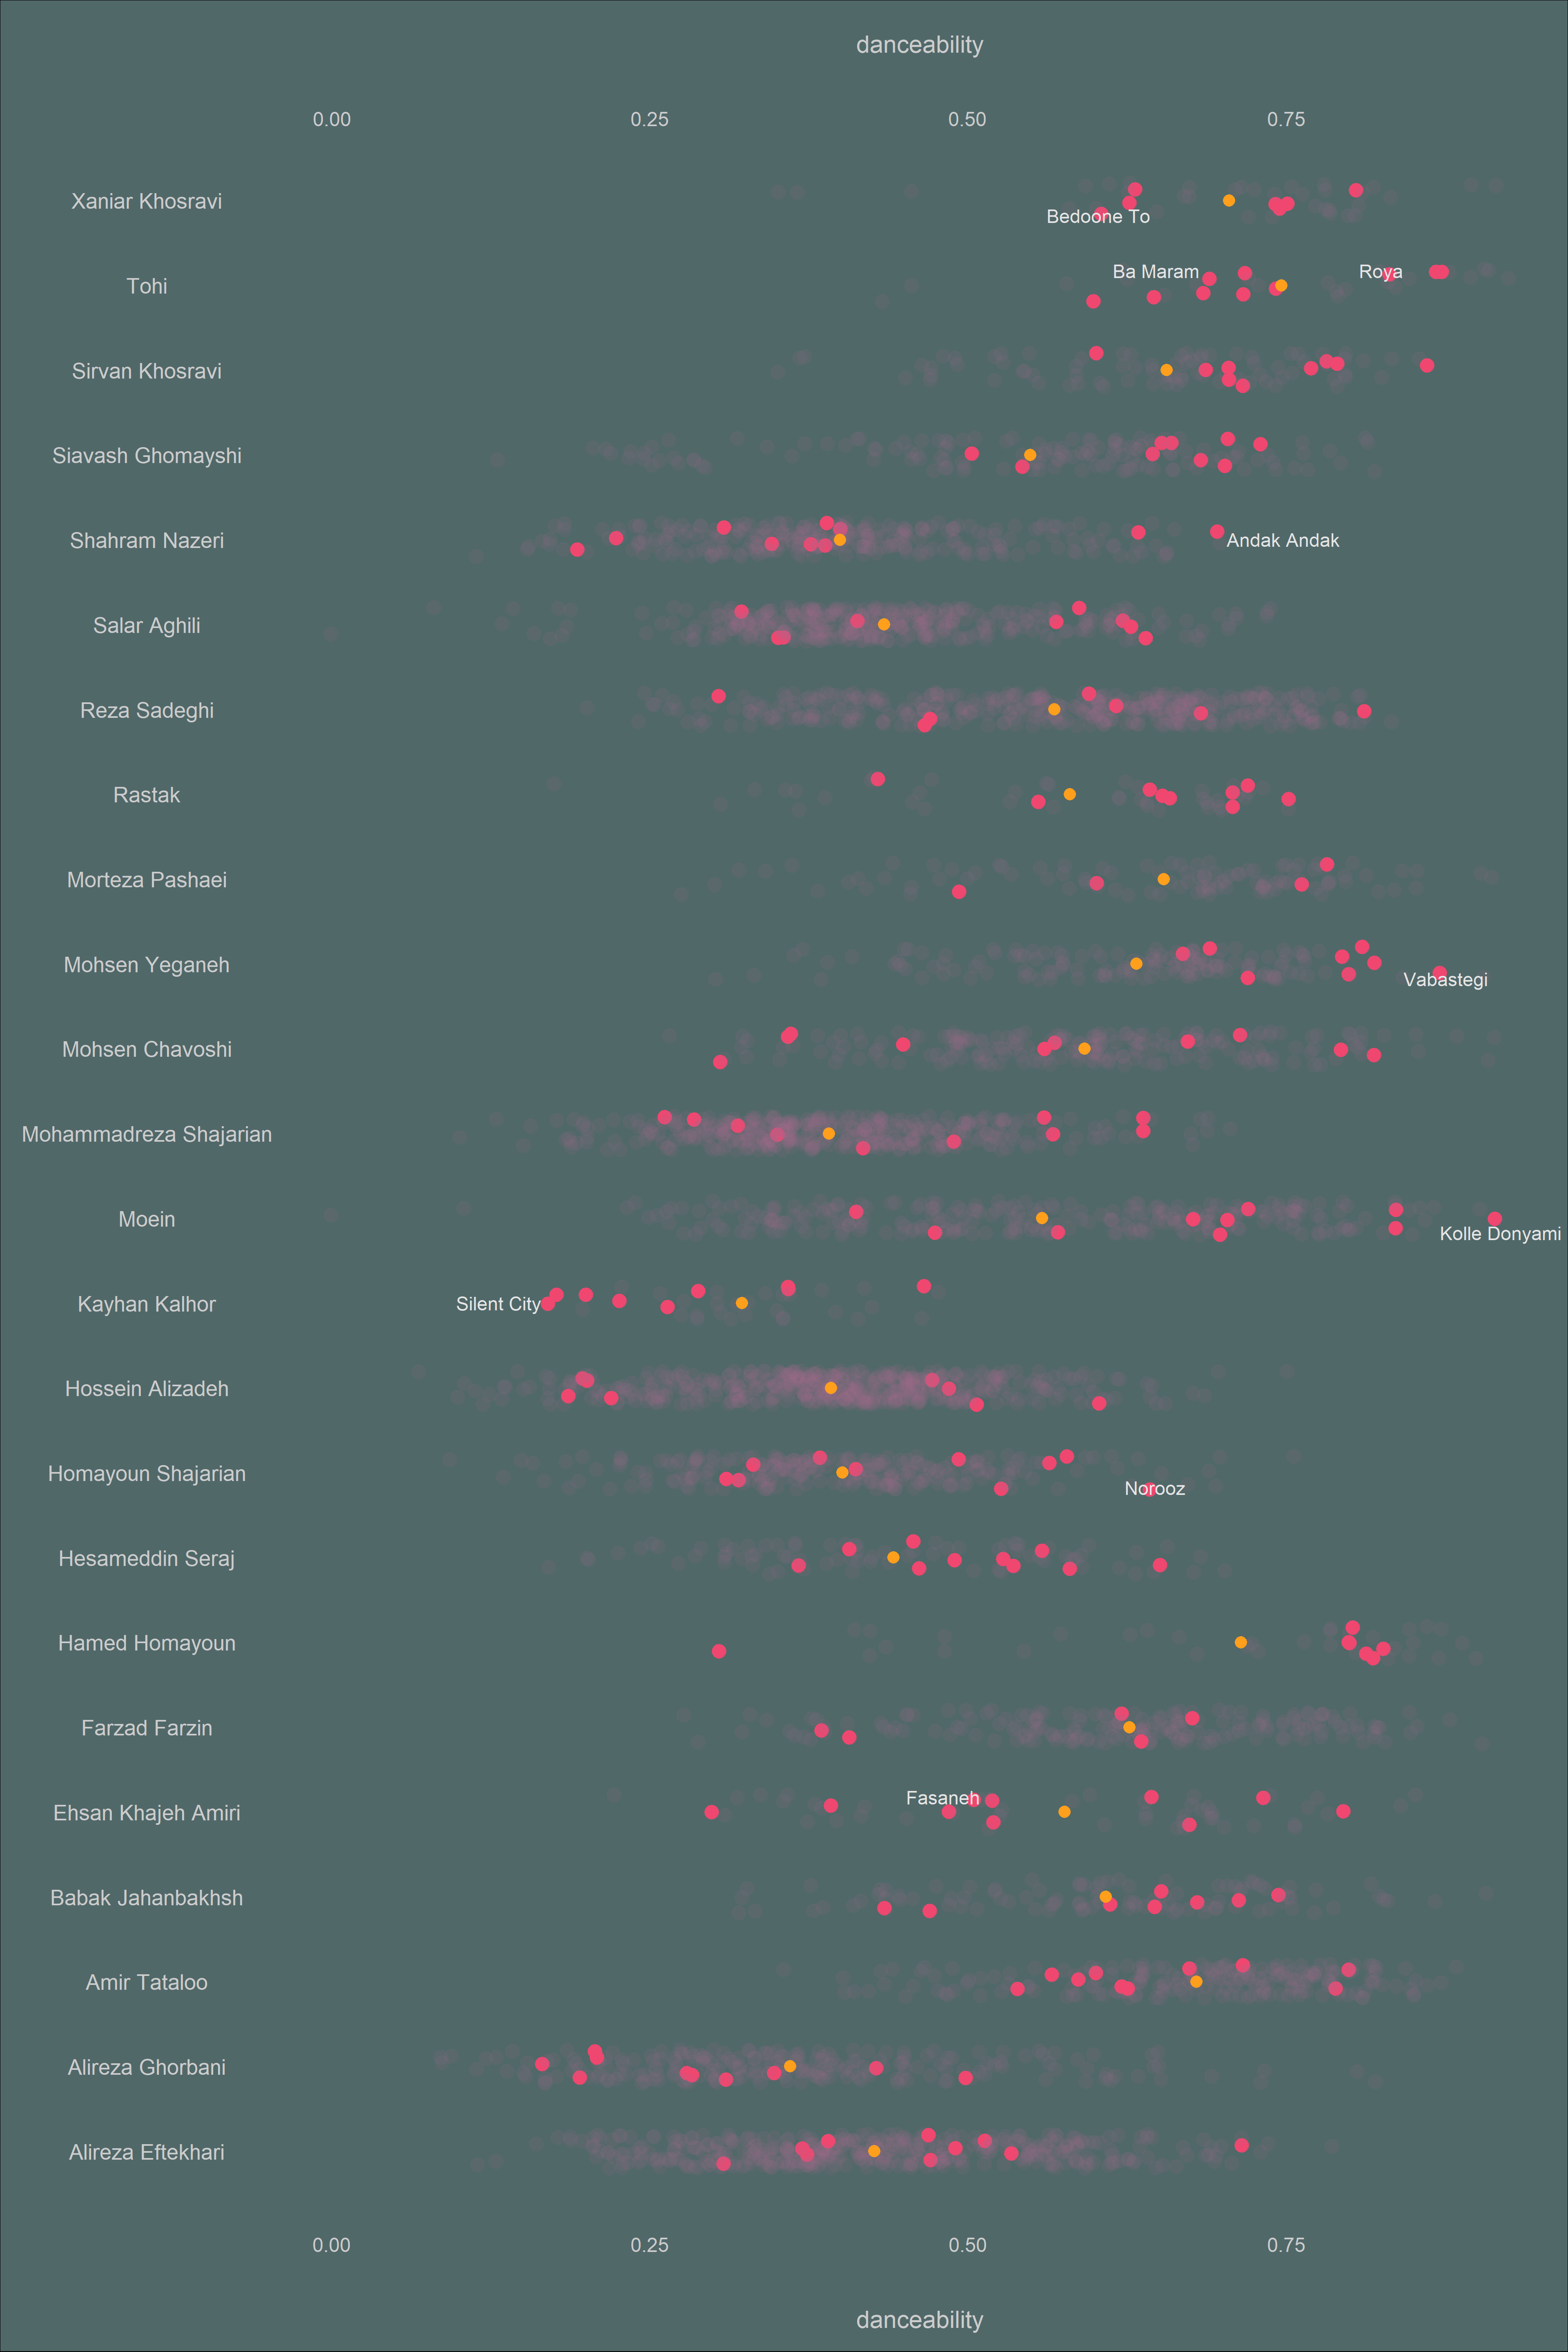 danceability
0.00 0.25 0.50 0.75
Xaniar Khosravi
Bedoone To
Tohi
Ba Maram
Roya
Sirvan Khosravi
Siavash Ghomayshi
Shahram Nazeri
Andak Andak
Salar Aghili
Reza Sadeghi
Rastak
Morteza Pashaei
Mohsen Yeganeh
Vabastegi
Mohsen Chavoshi
Mohammadreza Shajarian
Moein
Kolle Donyami
Kayhan Kalhor
Silent City
Hossein Alizadeh
Homayoun Shajarian
Norooz
Hesameddin Seraj
Hamed Homayoun
Farzad Farzin
Ehsan Khajeh Amiri
Fasaneh
Babak Jahanbakhsh
Amir Tataloo
Alireza Ghorbani
Alireza Eftekhari
0.00 0.25 0.50 0.75
danceability